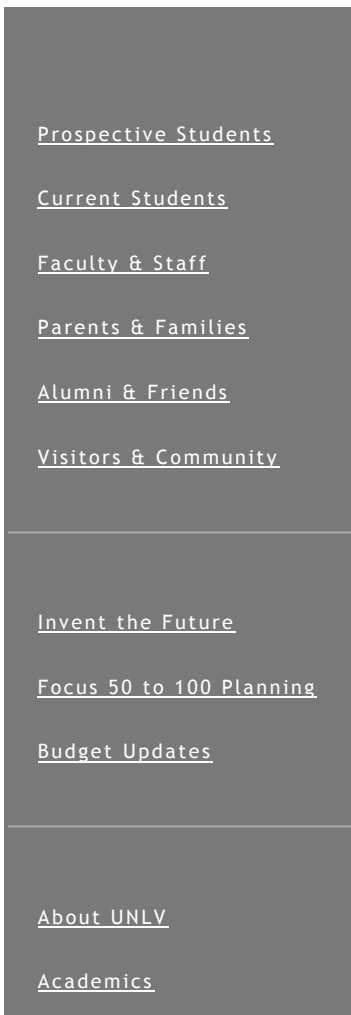 Prospective Students
Current Students
Faculty & Staff
Parents & Families
Alumni & Friends
Visitors & Community
Invent the Future
Focus 50 to 100 Planning
Budget Updates
About UNLV
Academics